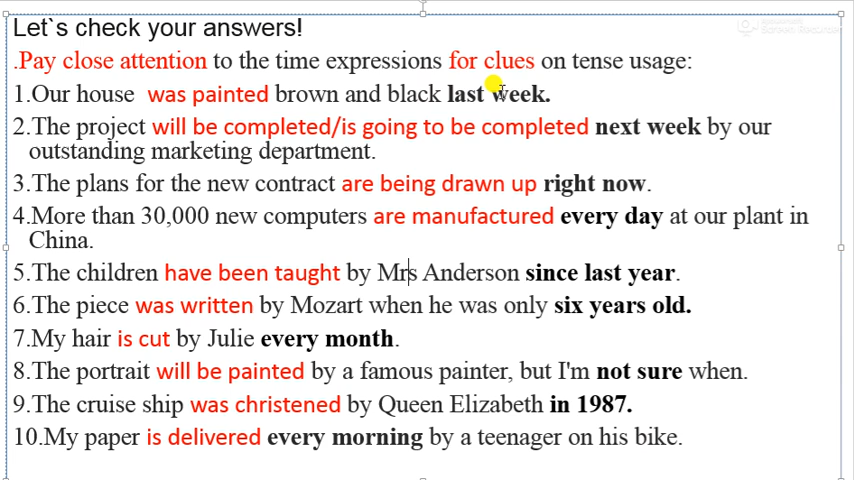 Let`s check your answers!
.Pay close attention to the time expressions for clues on tense usage:
1.Our house was painted brown and black last week.
2.The project will be completed/is going to be completed next week by our
outstanding marketing department.
3.The plans for the new contract are being drawn up right now.
4.More than 30,000 new computers are manufactured every day at our plant in
China.
5.The children have been taught by Mrs Anderson since last year.
6.The piece was written by Mozart when he was only six years old.
7.My hair is cut by Julie every month.
8.The portrait will be painted by a famous painter, but I'm not sure when.
9.The cruise ship was christened by Queen Elizabeth in 1987.
10.My paper is delivered every morning by a teenager on his bike.